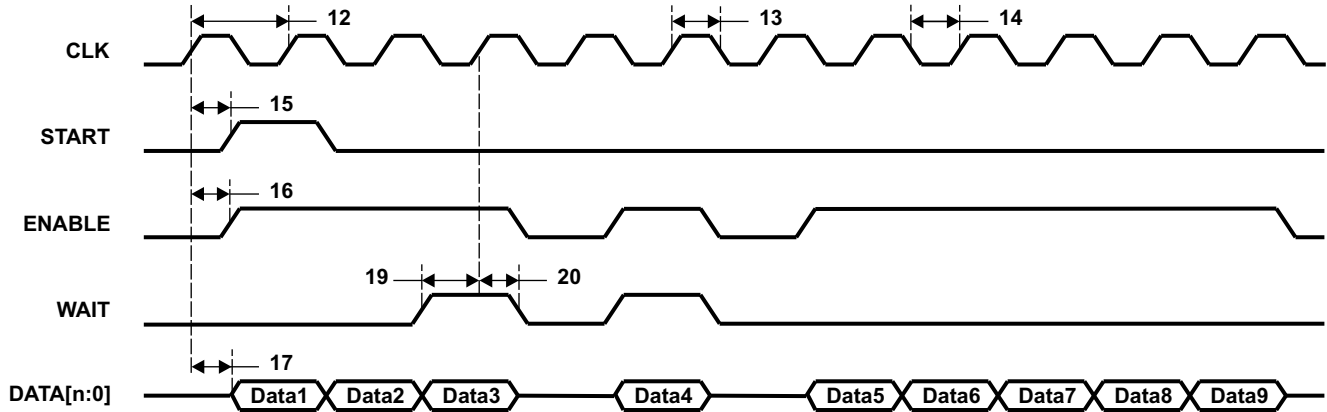 12 13 14
CLK
15
START
16
ENABLE
19 20
WAIT
17
DATA[n:0] Data1 Data2 Data3 Data4 Data5 Data6 Data7 Data8 Data9